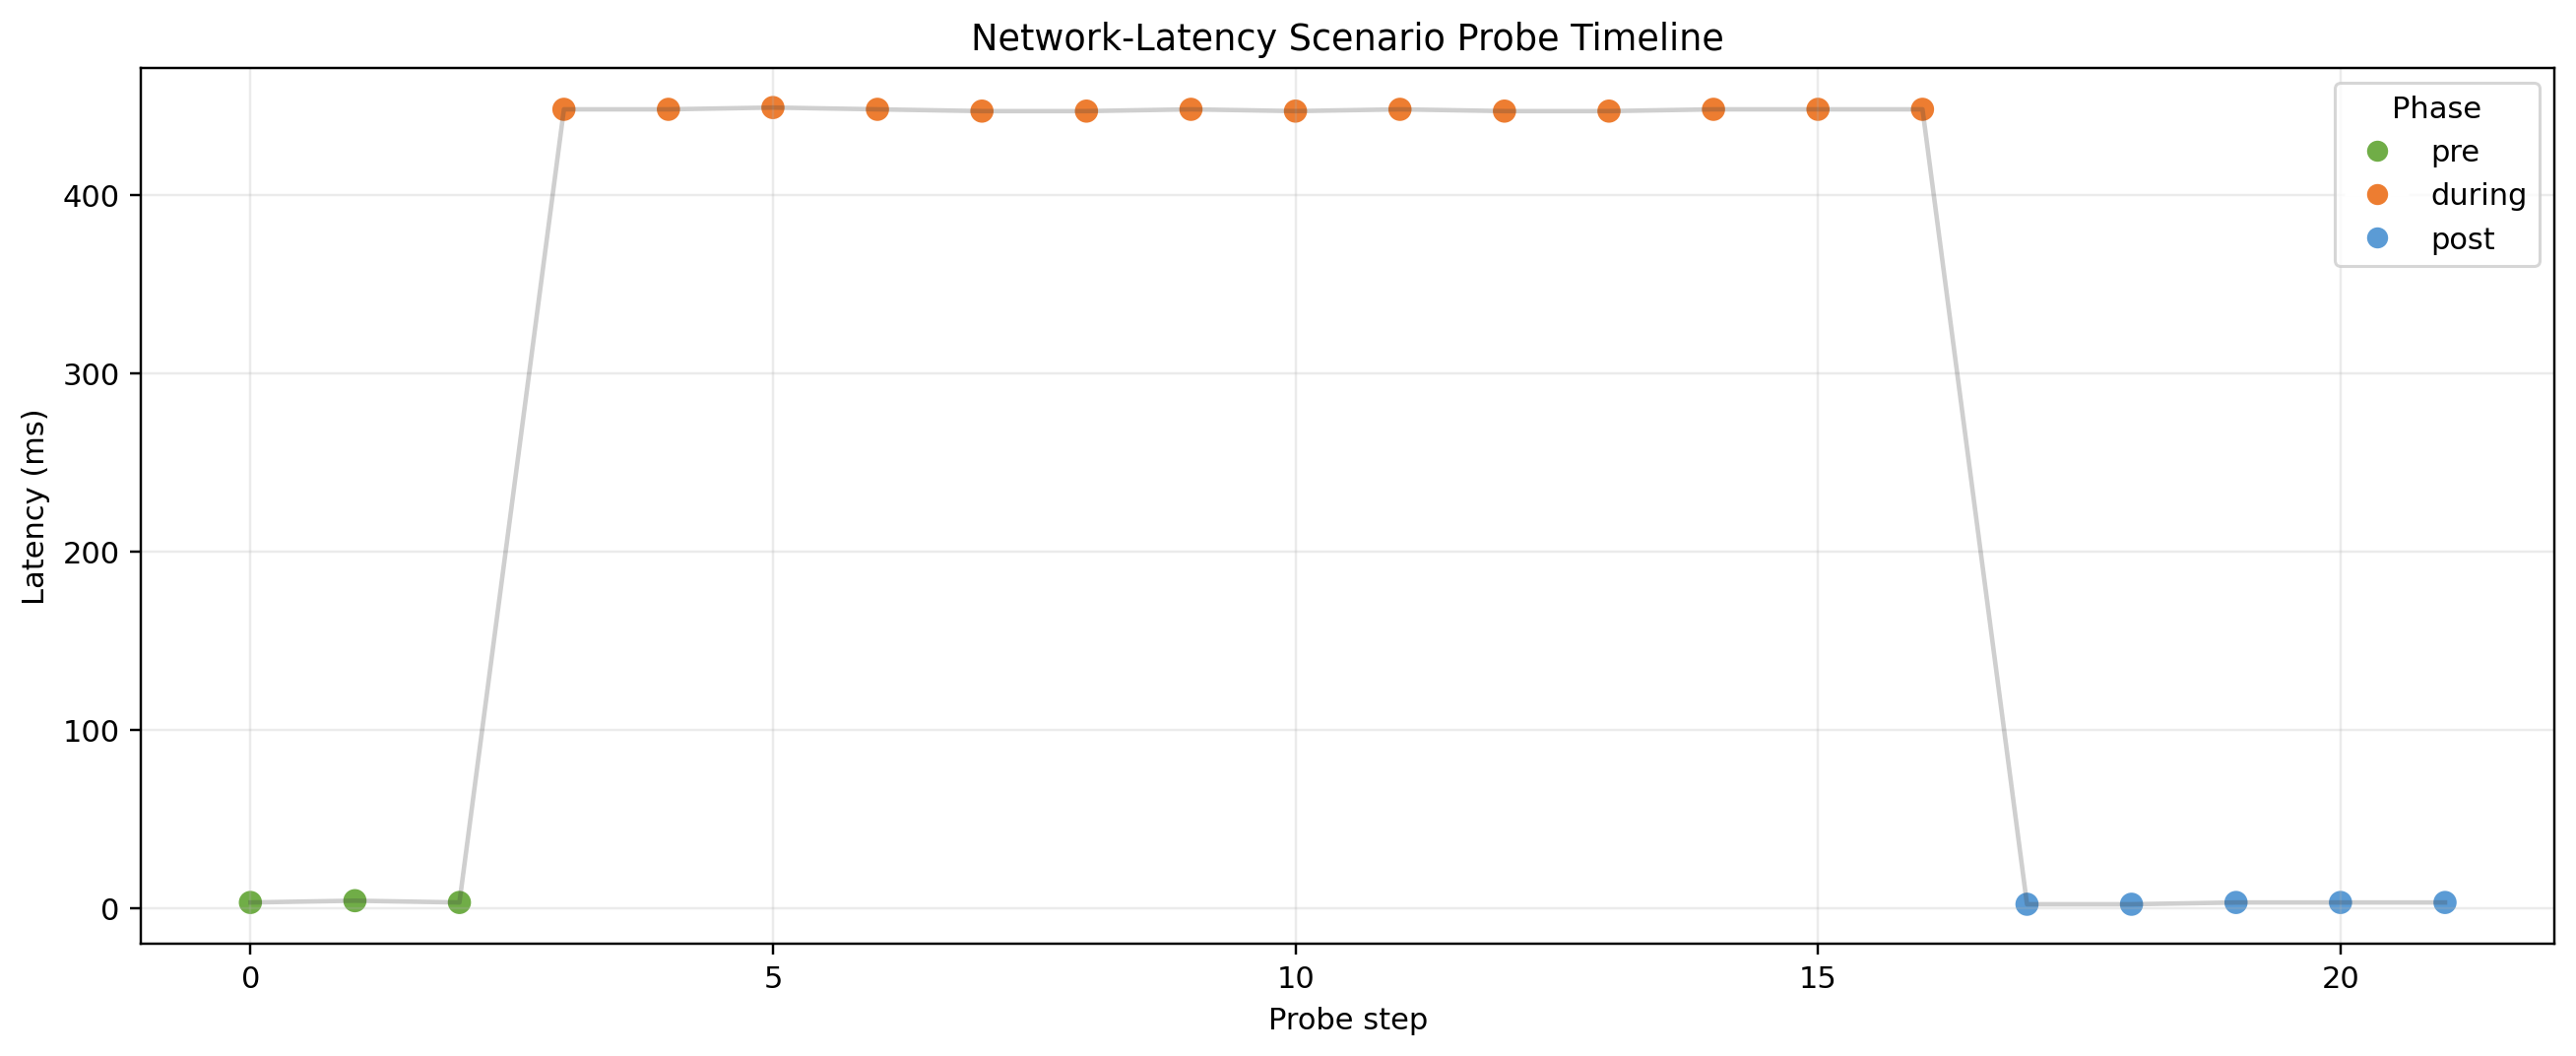 Network-Latency Scenario Probe Timeline
Phase
pre
during
post
400
300
200
100
0
Latency (ms)
0 5 10 15 20
Probe step